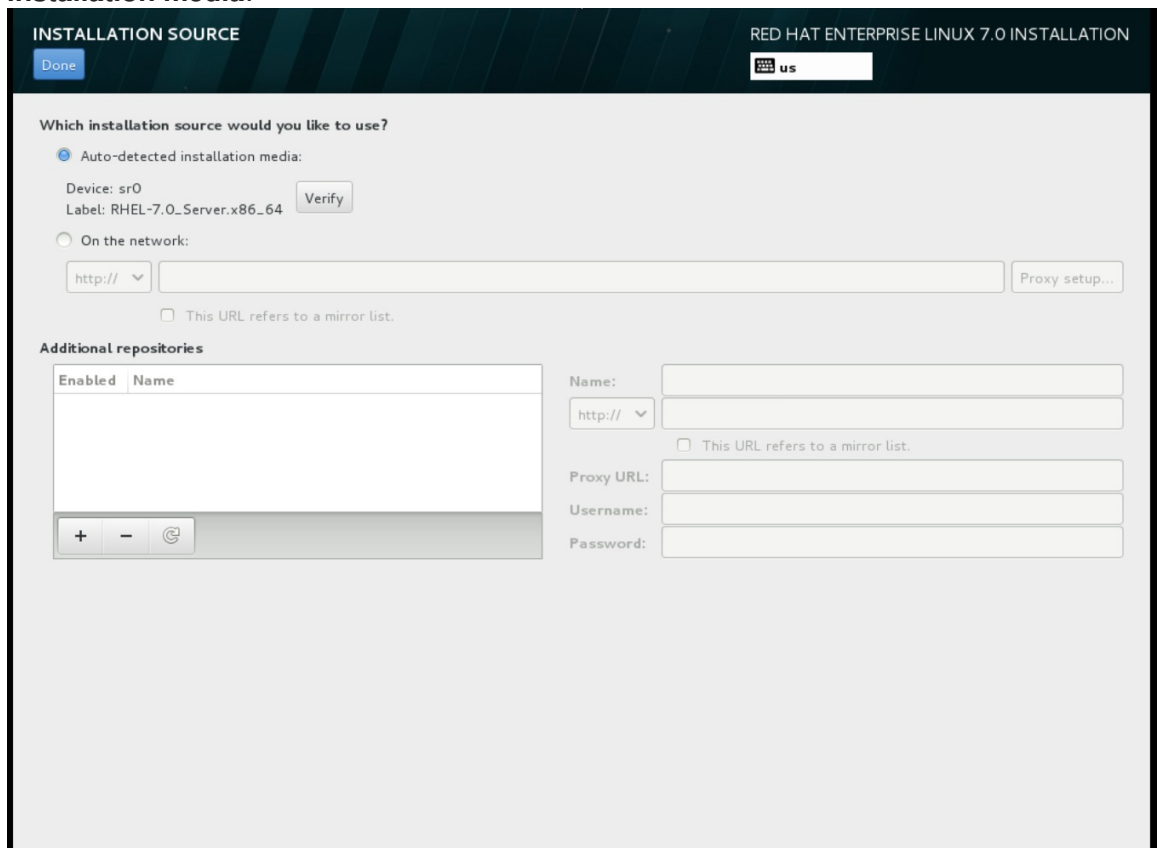 INSTALLATION SOURCE
RED HAT ENTERPRISE LINUX 7.0 INSTALLATION
Done
us
Which installation source would you like to use?
Auto-detected installation media:
Device: sr0
Label: RHEL-7.0_Server.x86_64
Verify
On the network:
http://
Proxy setup...
This URL refers to a mirror list.
Additional repositories
Enabled Name
Name:
http://
This URL refers to a mirror list.
Proxy URL:
Username:
Password: